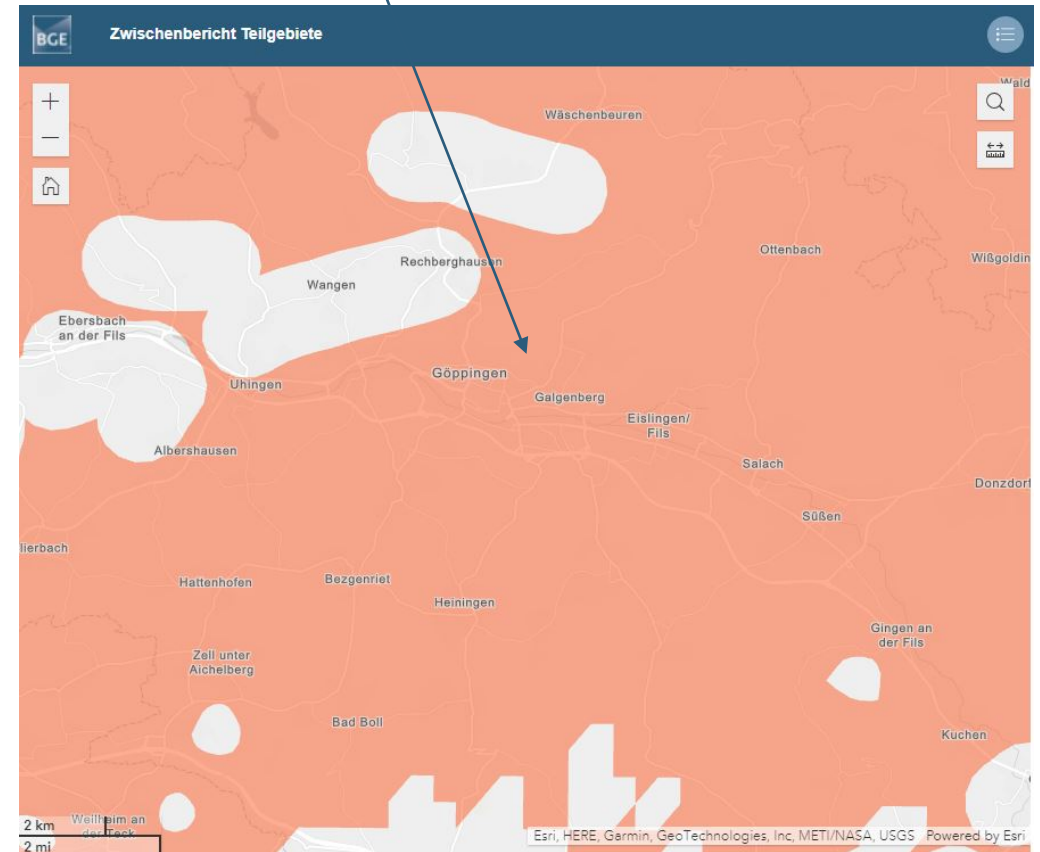 BGE
Zwischenbericht Teilgebiete
Wald
Wäschenbeuren
Ottenbach
Rechberghausen
Wißgoldin
Wangen
Ebersbach
an der Fils
Göppingen
Uhingen
Galgenberg
Eislingen/
Fils
Albershausen
Salach
Donzdorf
Süßen
lierbach
Hattenhofen
Bezgenriet
Heiningen
Gingen an
der Fils
Zell unter
Aichelberg
Bad Boll
Kuchen
Weilheim an
der Teck
2 km
2 mi
Esri, HERE, Garmin, GeoTechnologies, Inc, METI/NASA, USGS
Powered by Esri